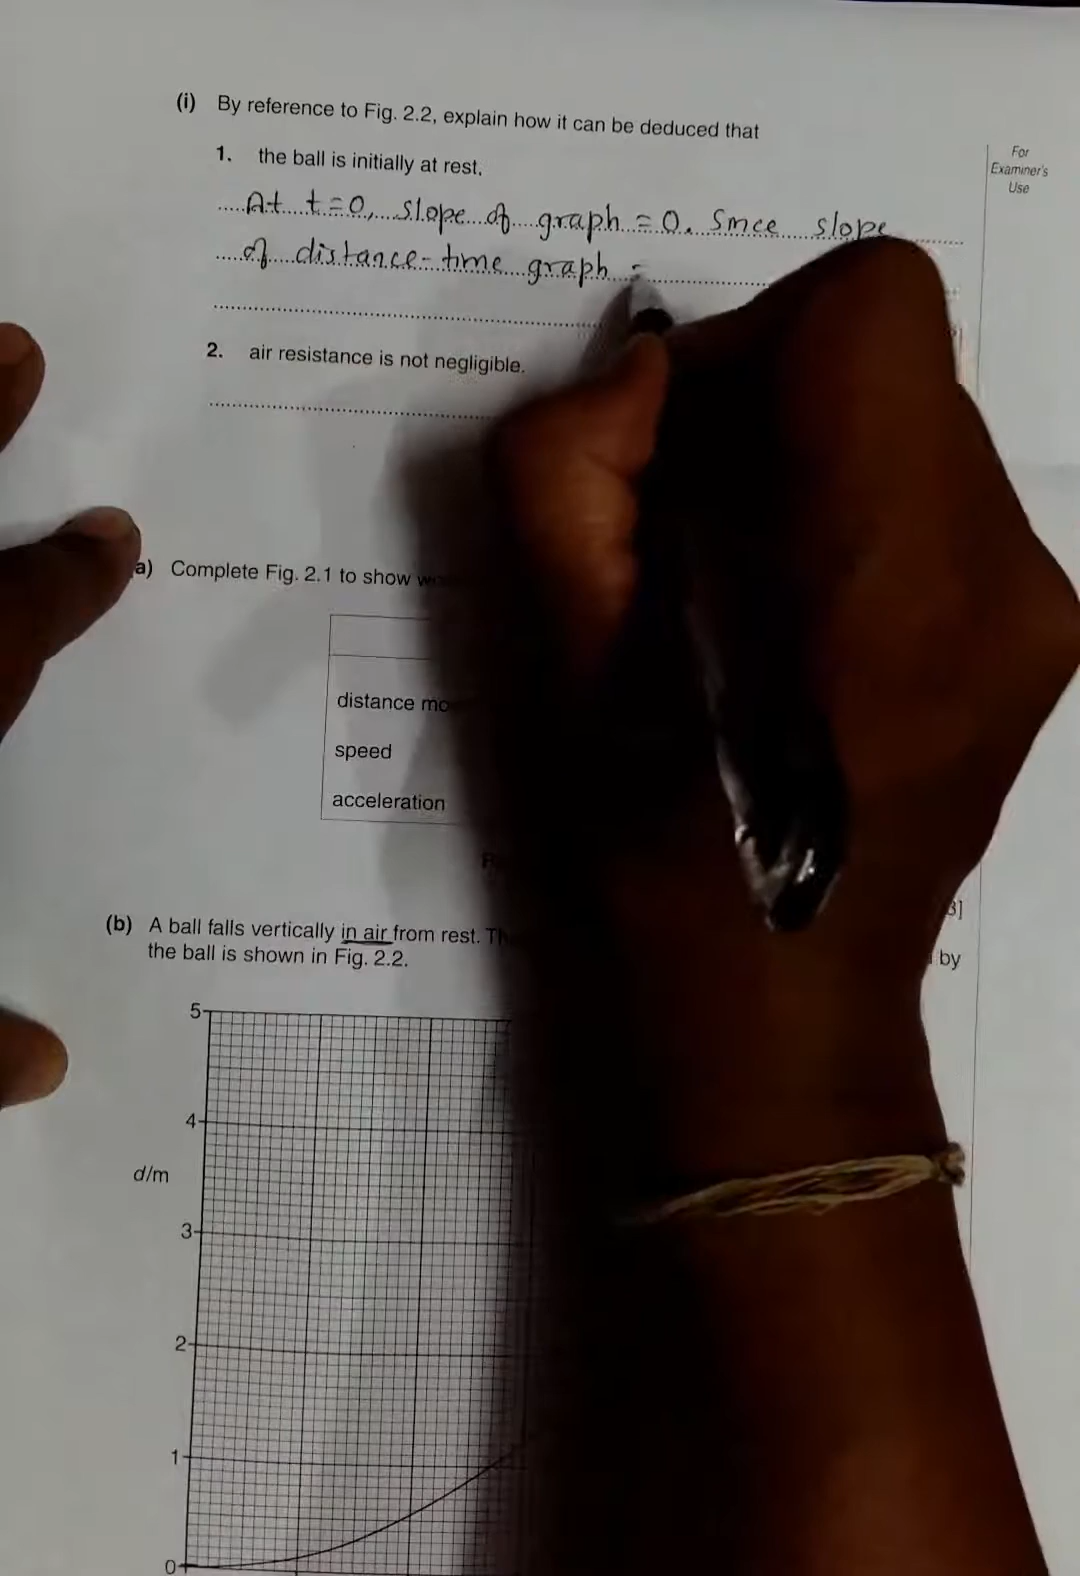 (i) By reference to Fig. 2.2, explain how it can be deduced that
For
Examiner's
Use
1. the ball is initially at rest,
At t=0, slope of graph = 0. Since slope
of distance-time graph =
2. air resistance is not negligible.
a) Complete Fig. 2.1 to show
distance
speed
acceleration
3]
(b) A ball falls vertically in air from rest.
by
the ball is shown in Fig. 2.2.
5
4
d/m
3
2
1
0